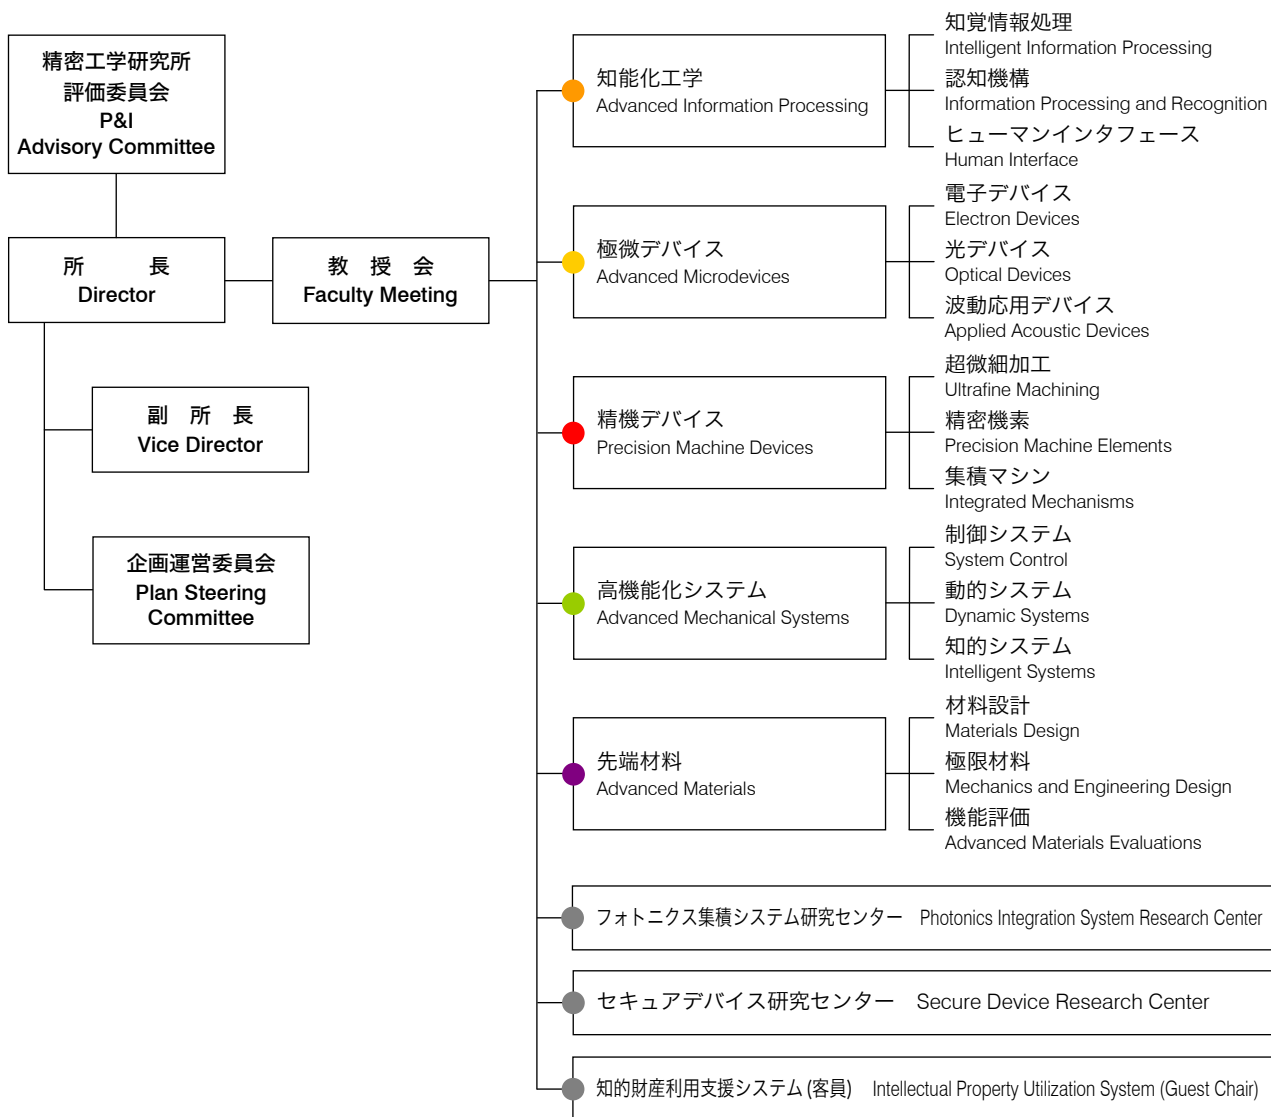 精密工学研究所
評価委員会
P&I
Advisory Committee
所 長
Director
教 授 会
Faculty Meeting
副 所 長
Vice Director
企画運営委員会
Plan Steering
Committee
知能化工学
Advanced Information Processing
知覚情報処理
Intelligent Information Processing
認知機構
Information Processing and Recognition
ヒューマンインタフェース
Human Interface
極微デバイス
Advanced Microdevices
電子デバイス
Electron Devices
光デバイス
Optical Devices
波動応用デバイス
Applied Acoustic Devices
精機デバイス
Precision Machine Devices
超微細加工
Ultrafine Machining
精密機素
Precision Machine Elements
集積マシン
Integrated Mechanisms
高機能化システム
Advanced Mechanical Systems
制御システム
System Control
動的システム
Dynamic Systems
知的システム
Intelligent Systems
先端材料
Advanced Materials
材料設計
Materials Design
極限材料
Mechanics and Engineering Design
機能評価
Advanced Materials Evaluations
フォトニクス集積システム研究センター Photonics Integration System Research Center
セキュアデバイス研究センター Secure Device Research Center
知的財産利用支援システム (客員) Intellectual Property Utilization System (Guest Chair)